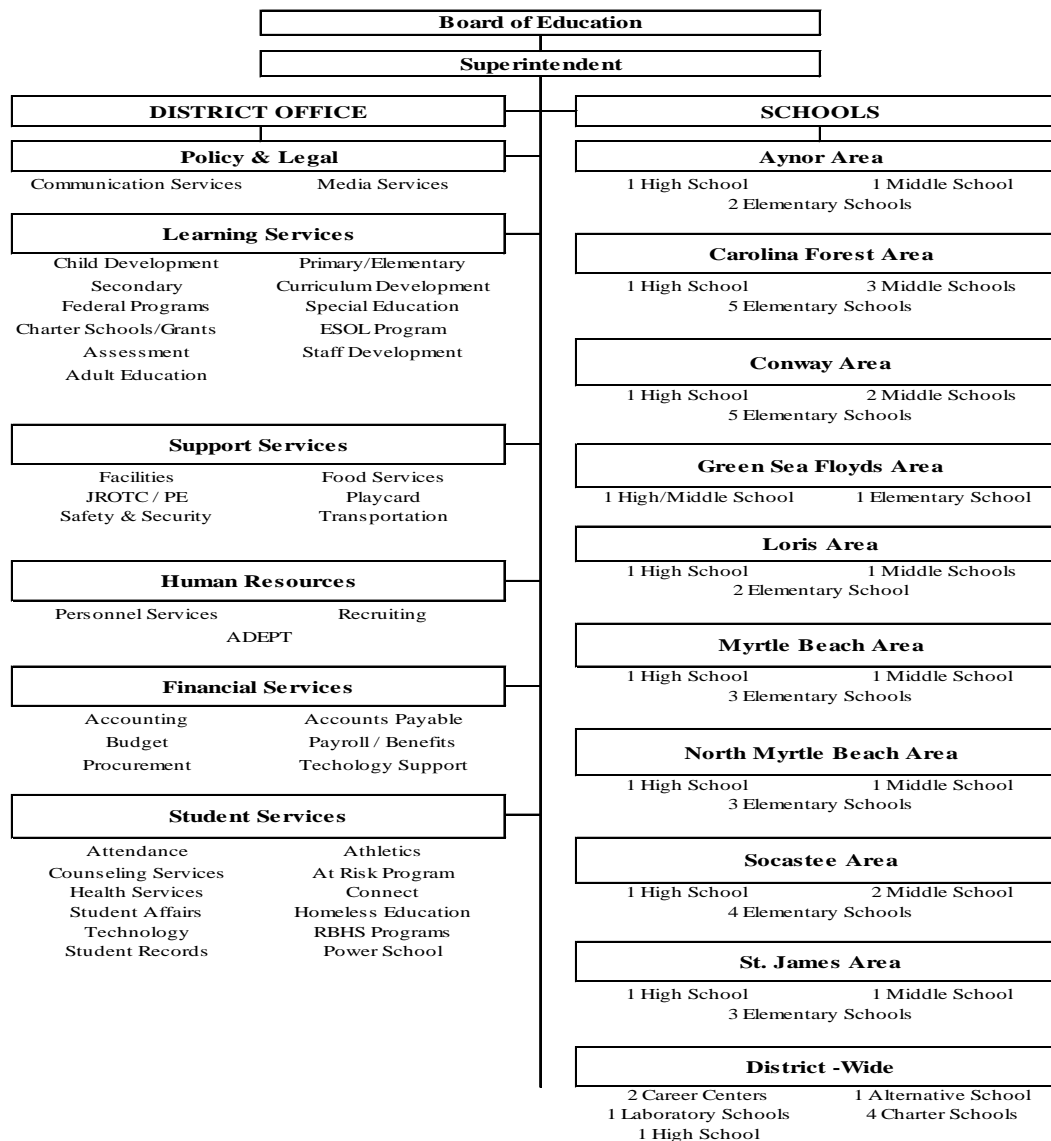 Board of Education
Superintendent
DISTRICT OFFICE
Policy & Legal
Communication Services Media Services
Learning Services
Child Development Primary/Elementary
Secondary Curriculum Development
Federal Programs Special Education
Charter Schools/Grants ESOL Program
Assessment Staff Development
Adult Education
Support Services
Facilities Food Services
JROTC / PE Playcard
Safety & Security Transportation
Human Resources
Personnel Services Recruiting
ADEPT
Financial Services
Accounting Accounts Payable
Budget Payroll / Benefits
Procurement Techology Support
Student Services
Attendance Athletics
Counseling Services At Risk Program
Health Services Connect
Student Affairs Homeless Education
Technology RBHS Programs
Student Records Power School
SCHOOLS
Aynor Area
1 High School 1 Middle School
2 Elementary Schools
Carolina Forest Area
1 High School 3 Middle Schools
5 Elementary Schools
Conway Area
1 High School 2 Middle Schools
5 Elementary Schools
Green Sea Floyds Area
1 High/Middle School 1 Elementary School
Loris Area
1 High School 1 Middle Schools
2 Elementary School
Myrtle Beach Area
1 High School 1 Middle School
3 Elementary Schools
North Myrtle Beach Area
1 High School 1 Middle School
3 Elementary Schools
Socastee Area
1 High School 2 Middle School
4 Elementary Schools
St. James Area
1 High School 1 Middle School
3 Elementary Schools
District -Wide
2 Career Centers 1 Alternative School
1 Laboratory Schools 4 Charter Schools
1 High School